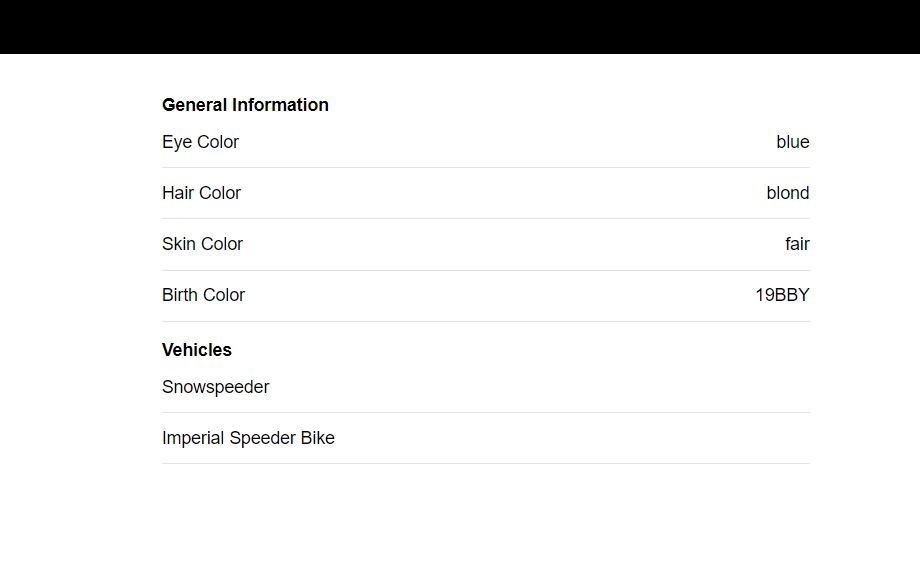 General Information
Eye Color blue
Hair Color blond
Skin Color fair
Birth Color 19BBY
Vehicles
Snowspeeder
Imperial Speeder Bike